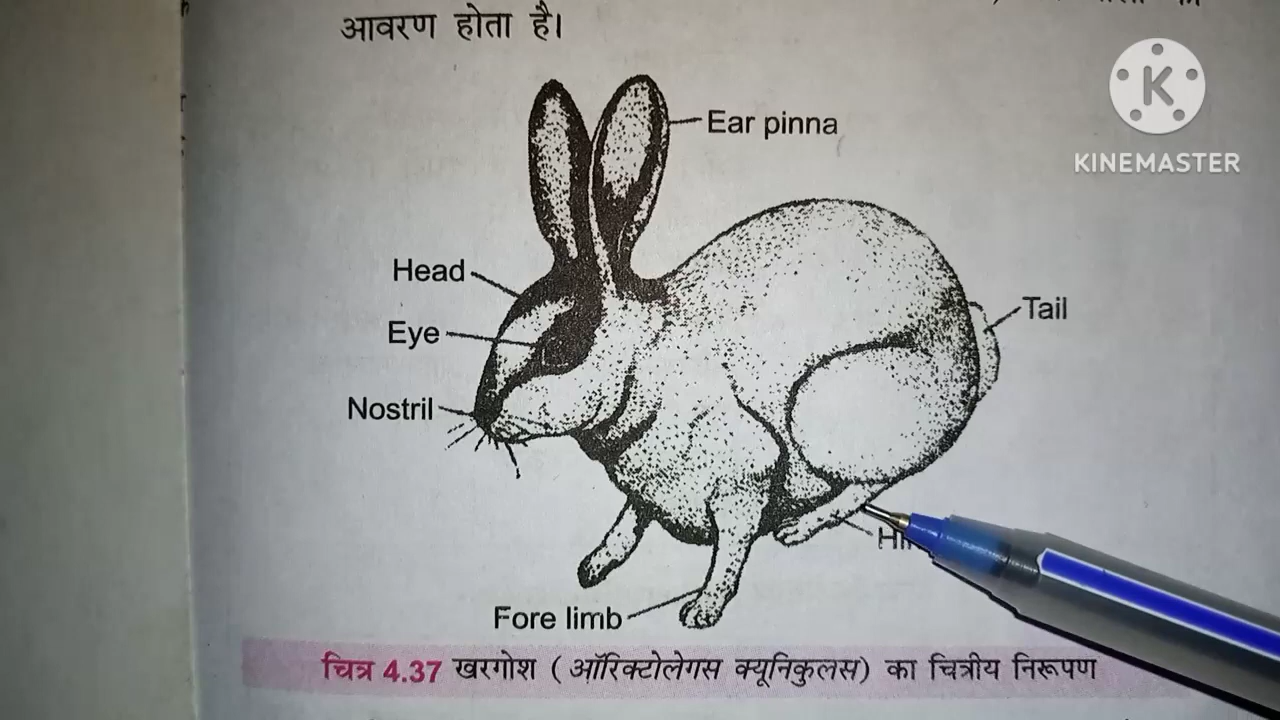 आवरण होता है।
KINEMASTER
Ear pinna
Head
Tail
Eye
Nostril
Fore limb
चित्र 4.37 खरगोश ( ऑरिक्टोलेगस क्यूनिकुलस) का चित्रीय निरूपण